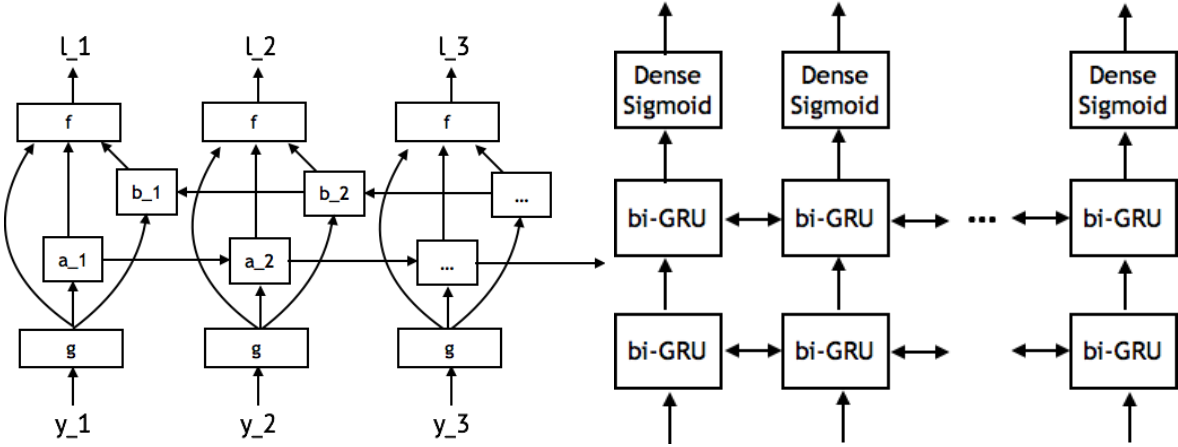 l_1 l_2 l_3
f f f
b_1 b_2 ...
a_1 a_2 ...
g g g
y_1 y_2 y_3
Dense Sigmoid Dense Sigmoid Dense Sigmoid
bi-GRU bi-GRU ... bi-GRU
bi-GRU bi-GRU bi-GRU